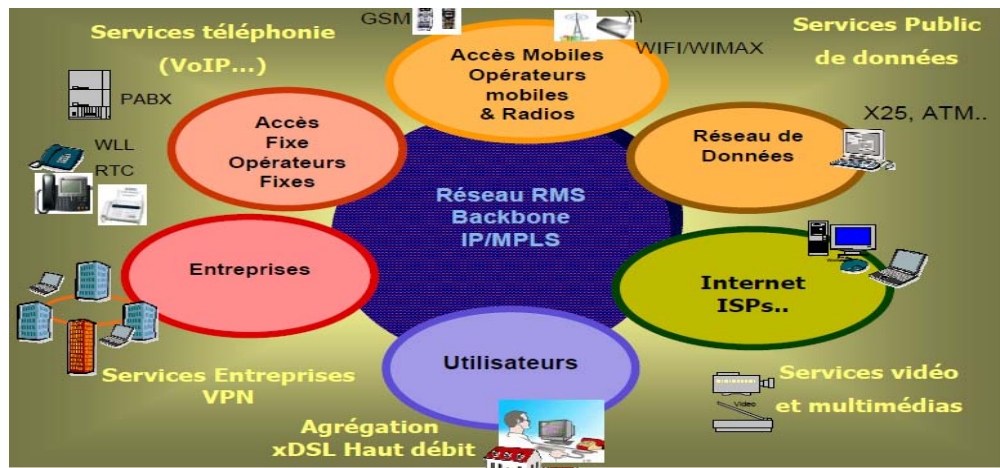 GSM
Services téléphonie
(VoIP...)
Services Public
de données
WIFI/WIMAX
Accès Mobiles
Opérateurs
mobiles
& Radios
PABX
X25, ATM..
Accès
Fixe
Opérateurs
Fixes
Réseau de
Données
WLL
RTC
Réseau RMS
Backbone
IP/MPLS
Entreprises
Internet
ISPs..
Utilisateurs
Services Entreprises
VPN
Services vidéo
et multimédias
Video
Agrégation
xDSL Haut débit